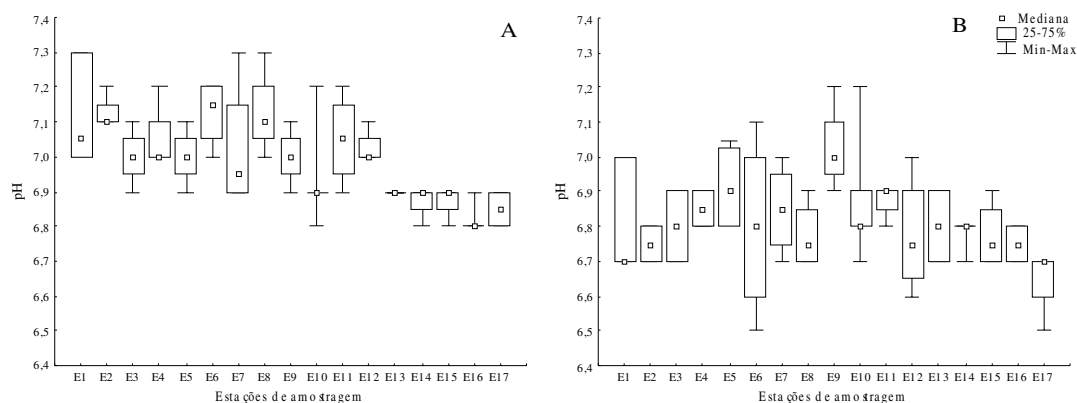 A
7,4
7,3
7,2
7,1
7,0
6,9
6,8
6,7
6,6
6,5
6,4
pH
E1 E2 E3 E4 E5 E6 E7 E8 E9 E10 E11 E12 E13 E14 E15 E16 E17
Estações de amostragem
B
Mediana
25-75%
Min-Max
7,4
7,3
7,2
7,1
7,0
6,9
6,8
6,7
6,6
6,5
6,4
pH
E1 E2 E3 E4 E5 E6 E7 E8 E9 E10 E11 E12 E13 E14 E15 E16 E17
Estações de amostragem